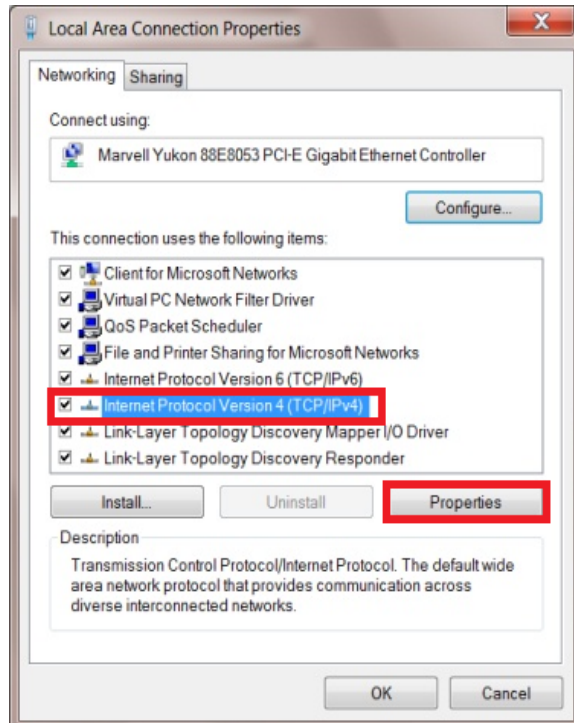 Local Area Connection Properties
Networking
Sharing
Connect using:
Marvell Yukon 88E8053 PCI-E Gigabit Ethernet Controller
Configure...
This connection uses the following items:
Client for Microsoft Networks
Virtual PC Network Filter Driver
QoS Packet Scheduler
File and Printer Sharing for Microsoft Networks
Internet Protocol Version 6 (TCP/IPv6)
Internet Protocol Version 4 (TCP/IPv4)
Link-Layer Topology Discovery Mapper I/O Driver
Link-Layer Topology Discovery Responder
Install...
Uninstall
Properties
Description
Transmission Control Protocol/Internet Protocol. The default wide
area network protocol that provides communication across
diverse interconnected networks.
OK
Cancel